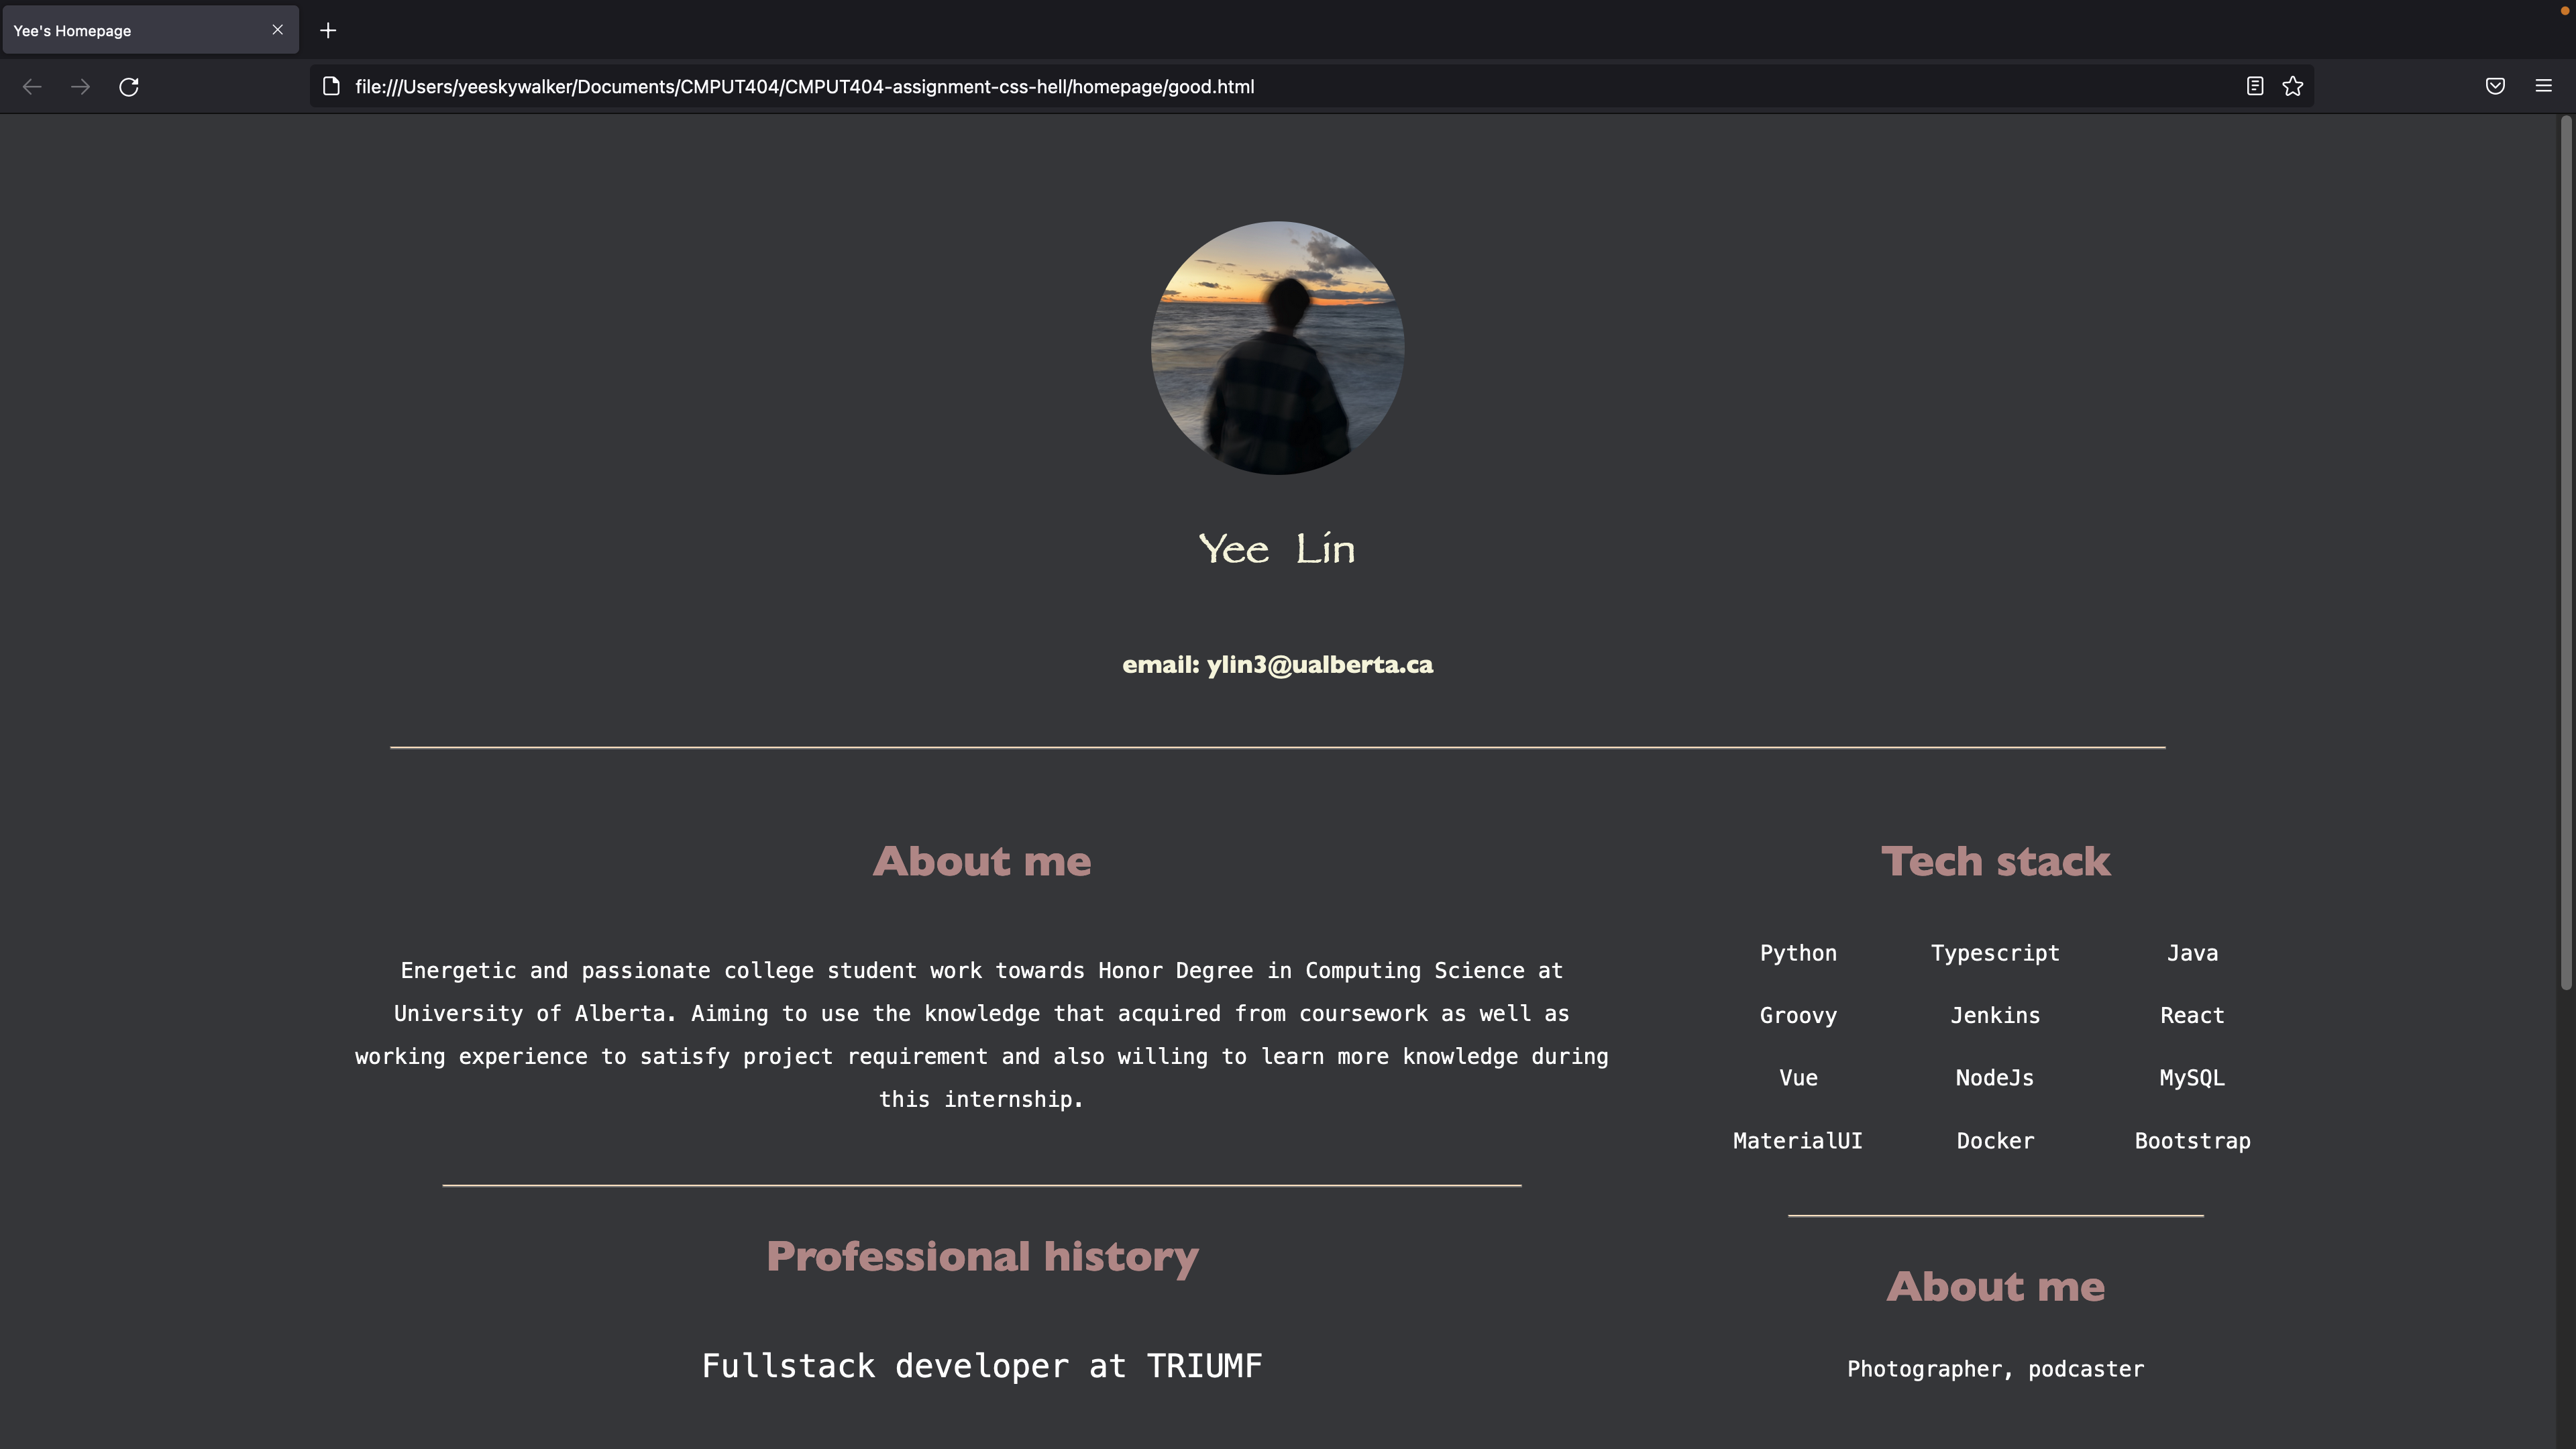 Yee's Homepage
file:///Users/yeeskywalker/Documents/CMPUT404/CMPUT404-assignment-css-hell/homepage/good.html
Yee Lin
email: ylin3@ualberta.ca
About me
Energetic and passionate college student work towards Honor Degree in Computing Science at
University of Alberta. Aiming to use the knowledge that acquired from coursework as well as
working experience to satisfy project requirement and also willing to learn more knowledge during
this internship.
Professional history
Fullstack developer at TRIUMF
Tech stack
Python Typescript Java
Groovy Jenkins React
Vue NodeJs MySQL
MaterialUI Docker Bootstrap
About me
Photographer, podcaster